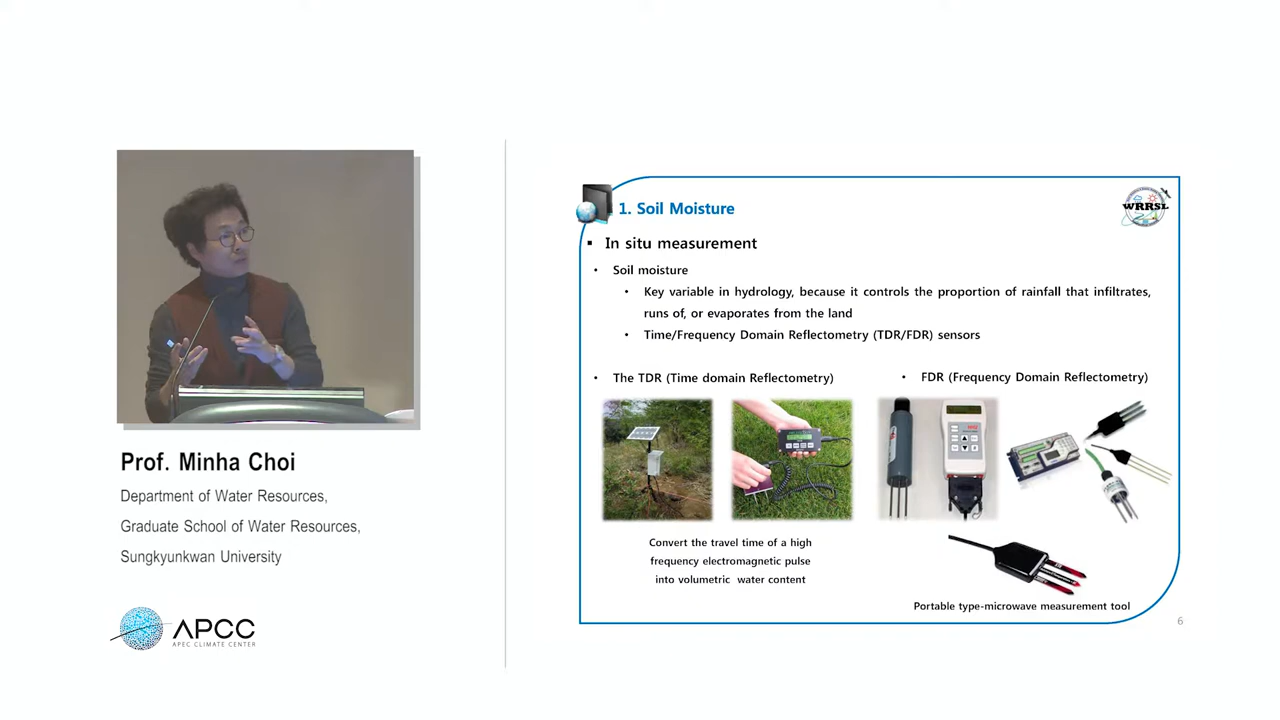 Prof. Minha Choi
Department of Water Resources,
Graduate School of Water Resources,
Sungkyunkwan University
APCC
APEC CLIMATE CENTER
1. Soil Moisture
WRRSL
▪ In situ measurement
• Soil moisture
• Key variable in hydrology, because it controls the proportion of rainfall that infiltrates,
runs of, or evaporates from the land
• Time/Frequency Domain Reflectometry (TDR/FDR) sensors
• The TDR (Time domain Reflectometry)
• FDR (Frequency Domain Reflectometry)
Convert the travel time of a high
frequency electromagnetic pulse
into volumetric water content
Portable type-microwave measurement tool
6